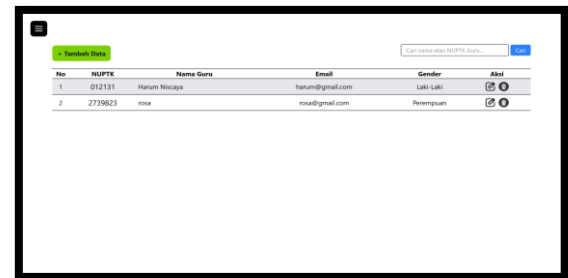 + Tambah Data
Cari nama atau NUPTK Guru... Cari
No NUPTK Nama Guru Email Gender Aksi
1 012131 Harum Niscaya harum@gmail.com Laki-Laki
2 2739823 rosa rosa@gmail.com Perempuan